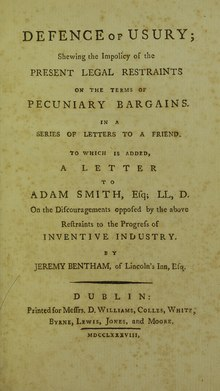 DEFENCE OF USURY;
Shewing the Impolicy of the
PRESENT LEGAL RESTRAINTS
ON THE TERMS OF
PECUNIARY BARGAINS.
IN A
SERIES OF LETTERS TO A FRIEND.
TO WHICH IS ADDED,
A LETTER
TO
ADAM SMITH, Esq; LL, D.
On the Diſcouragements oppoſed by the above
Reſtraints to the Progreſs of
INVENTIVE INDUSTRY.
BY
JEREMY BENTHAM, of Lincoln's Inn, Eſq.
DUBLIN:
Printed for Meſſrs. D. WILLIAMS, COLLES, WHITE,
BYRNE, LEWIS, JONES, and MOORE.
MDCCLXXXVIII.